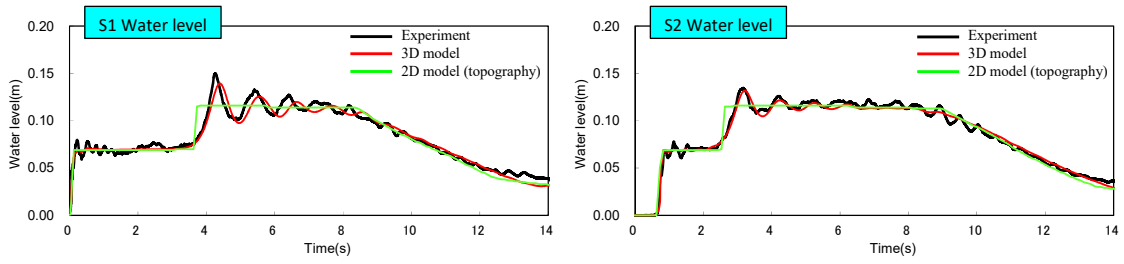 S1 Water level
Experiment
3D model
2D model (topography)
Water level(m)
0.20
0.15
0.10
0.05
0.00
0 2 4 6 8 10 12 14
Time(s)
S2 Water level
Experiment
3D model
2D model (topography)
Water level(m)
0.20
0.15
0.10
0.05
0.00
0 2 4 6 8 10 12 14
Time(s)